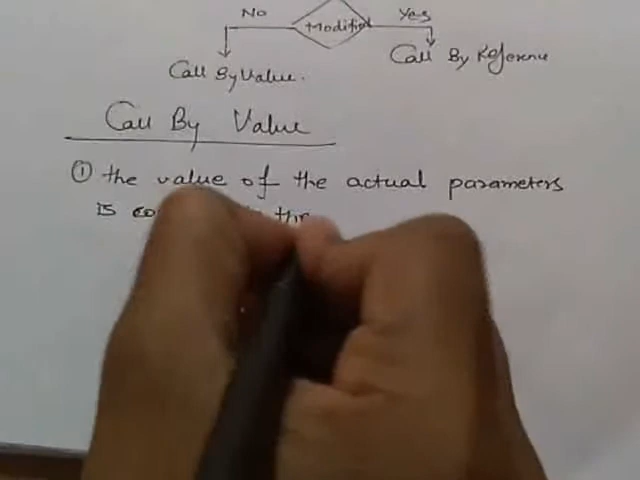 No Modified Yes
Call By Value.
Call By Reference
Call By Value
① the value of the actual parameters
is